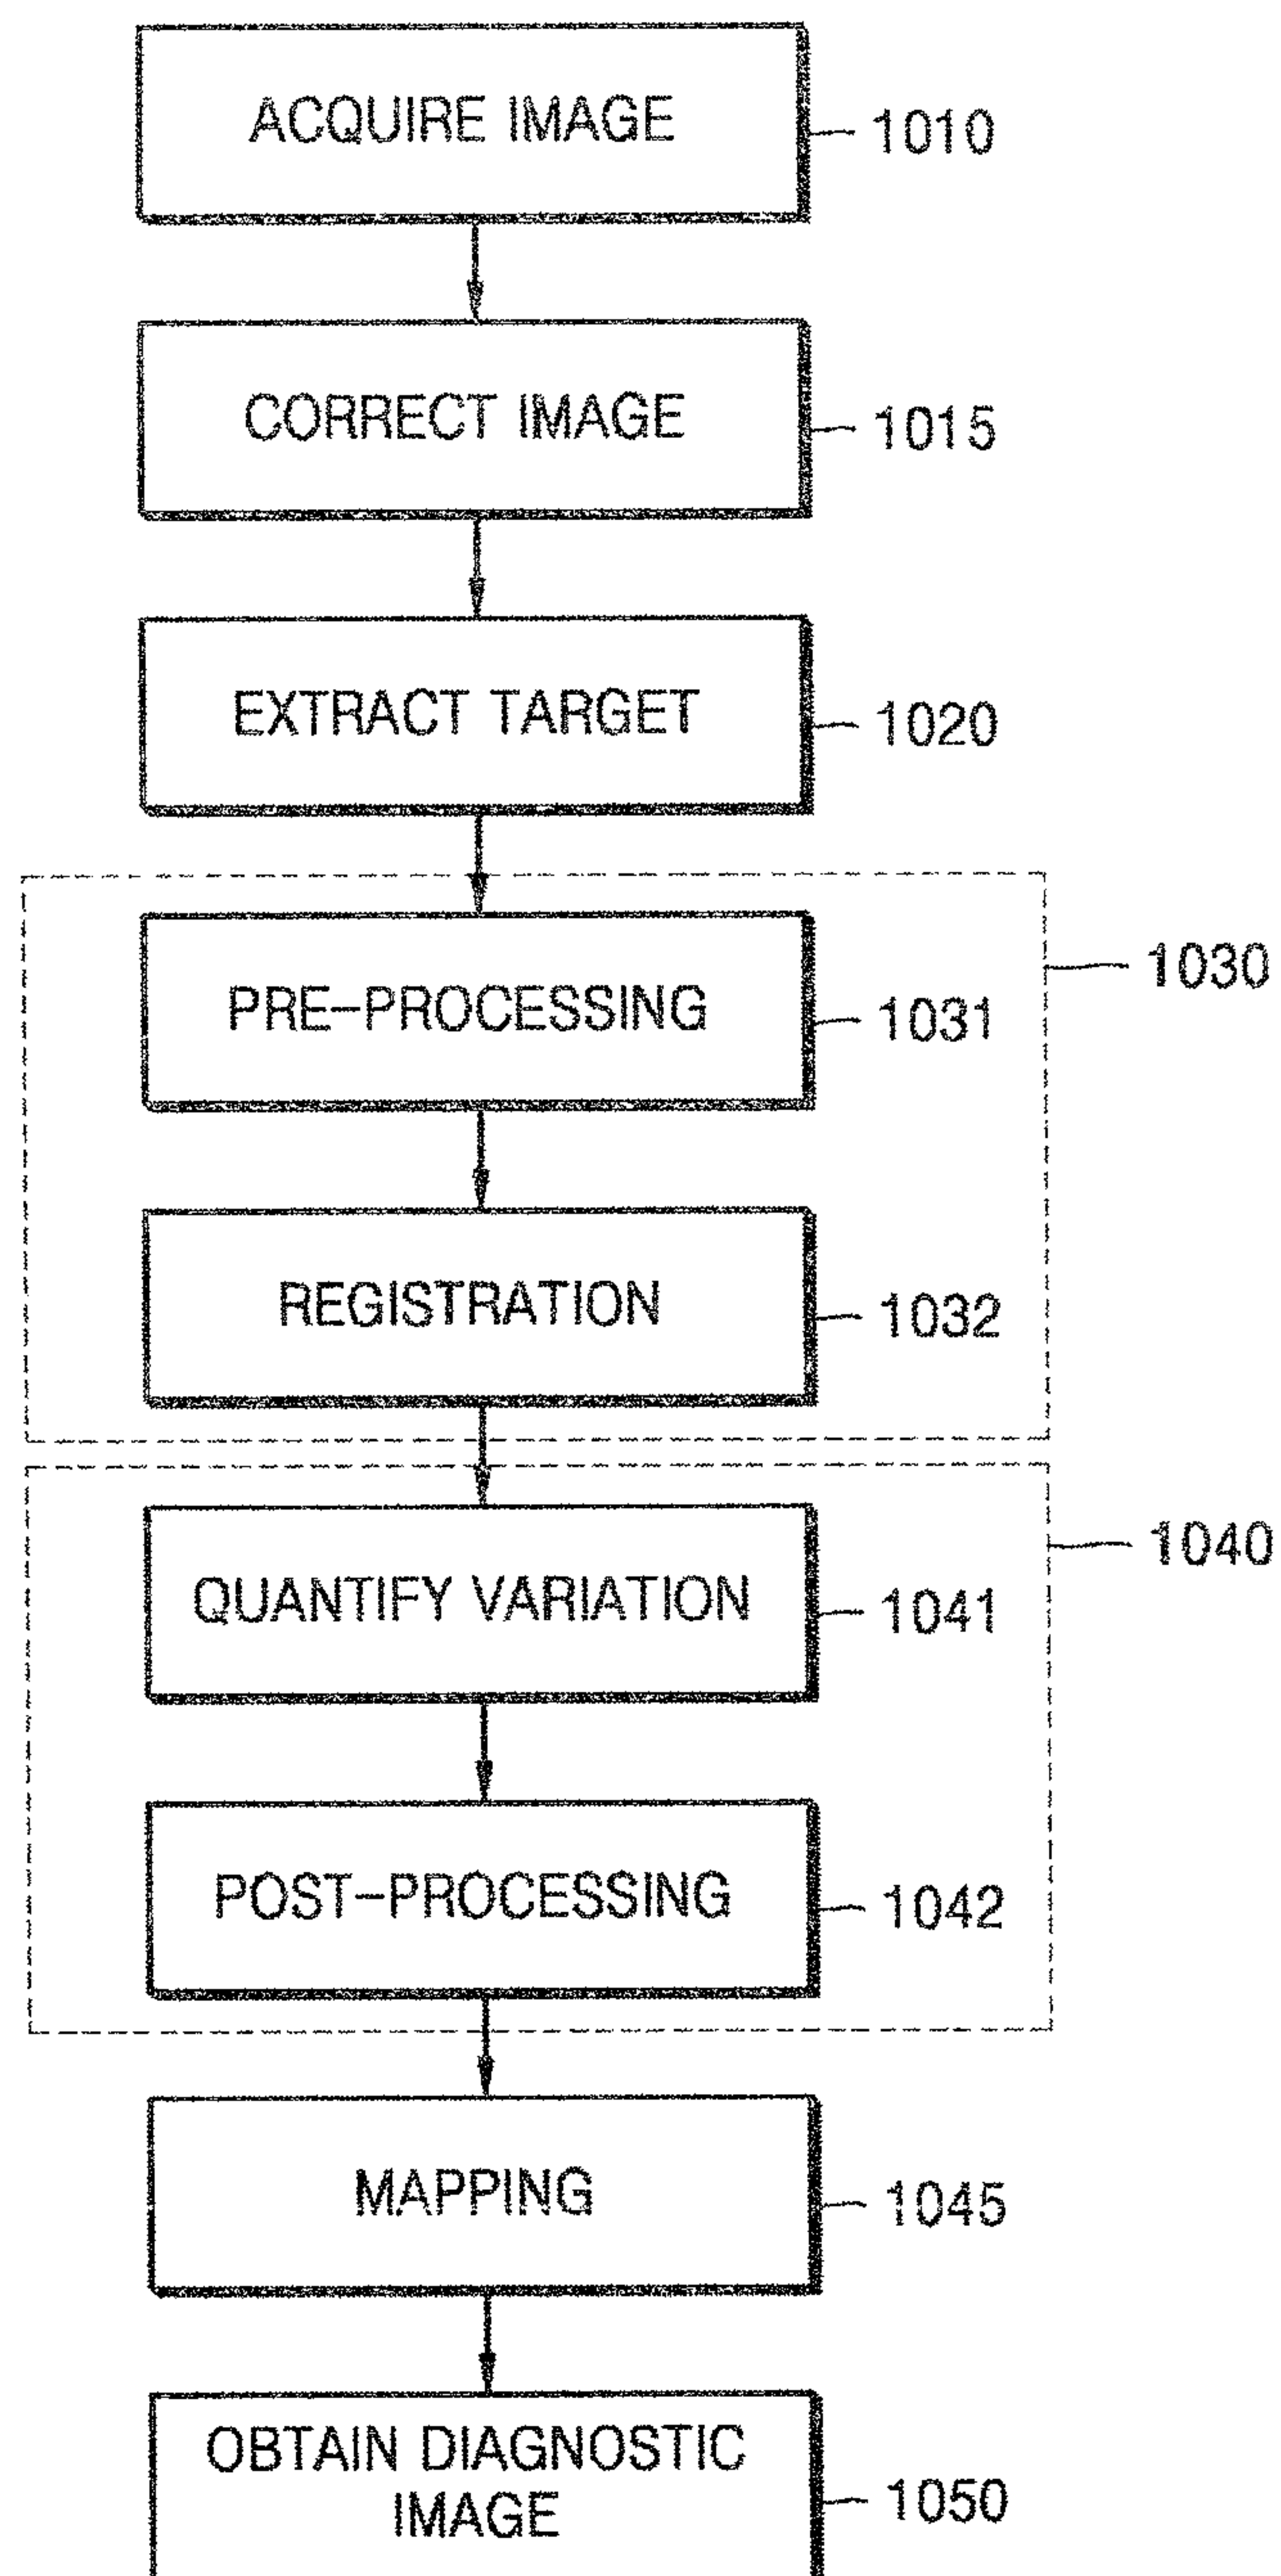 ACQUIRE IMAGE
1010
CORRECT IMAGE
1015
EXTRACT TARGET
1020
1030
PRE-PROCESSING
1031
REGISTRATION
1032
1040
QUANTIFY VARIATION
1041
POST-PROCESSING
1042
MAPPING
1045
OBTAIN DIAGNOSTIC
IMAGE
1050